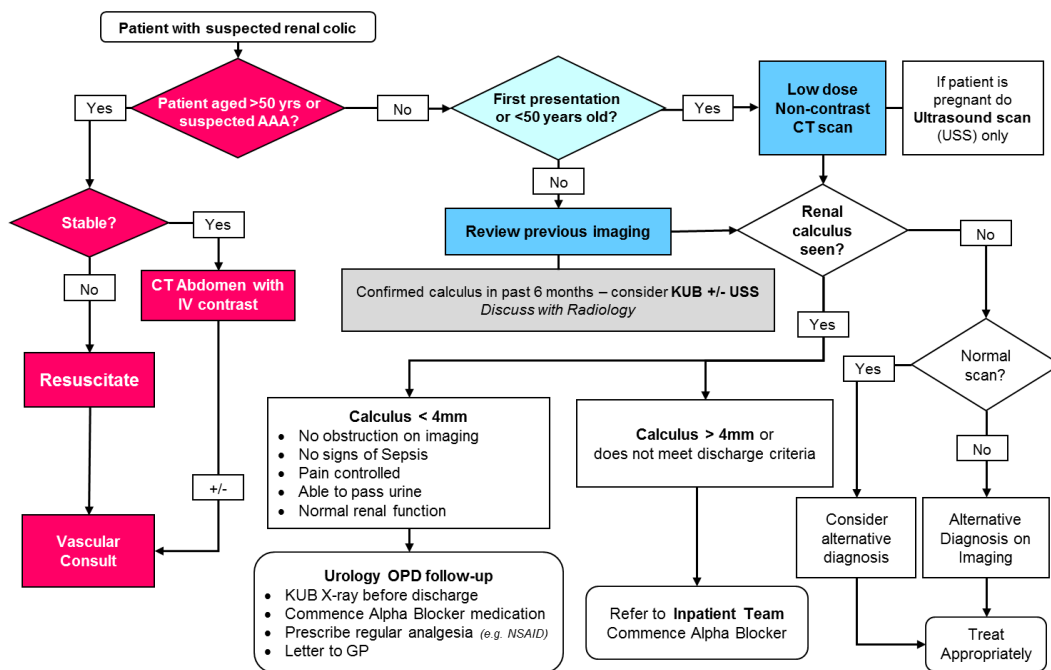 Patient with suspected renal colic
Yes
Patient aged >50 yrs or
suspected AAA?
No
First presentation
or <50 years old?
Yes
Low dose
Non-contrast
CT scan
If patient is
pregnant do
Ultrasound scan
(USS) only
No
Stable?
Yes
Review previous imaging
Renal
calculus
seen?
No
No
CT Abdomen with
IV contrast
Confirmed calculus in past 6 months – consider KUB +/- USS
Discuss with Radiology
Yes
Resuscitate
Yes
Normal
scan?
Calculus < 4mm
• No obstruction on imaging
• No signs of Sepsis
• Pain controlled
• Able to pass urine
• Normal renal function
Calculus > 4mm or
does not meet discharge criteria
No
+/-
Vascular
Consult
Consider
alternative
diagnosis
Alternative
Diagnosis on
Imaging
Urology OPD follow-up
• KUB X-ray before discharge
• Commence Alpha Blocker medication
• Prescribe regular analgesia (e.g. NSAID)
• Letter to GP
Refer to Inpatient Team
Commence Alpha Blocker
Treat
Appropriately